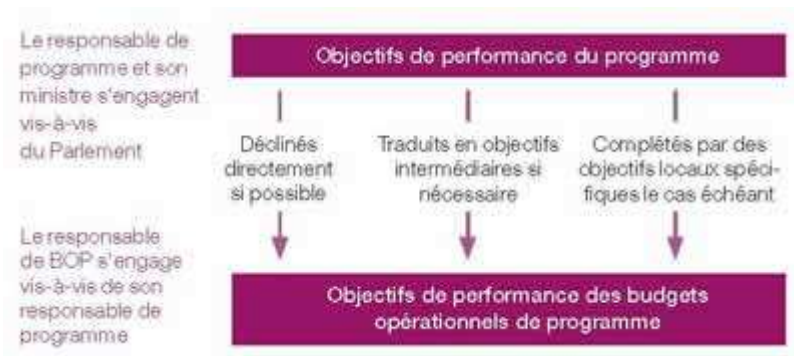 Le responsable de
programme et son
ministre s'engagent
vis-à-vis
du Parlement
Objectifs de performance du programme
Déclinés
directement
si possible
Traduits en objectifs
intermédiaires si
nécessaire
Complétés par des
objectifs locaux spéci-
fiques le cas échéant
Le responsable
de BOP s'engage
vis-à-vis de son
responsable de
programme
Objectifs de performance des budgets
opérationnels de programme